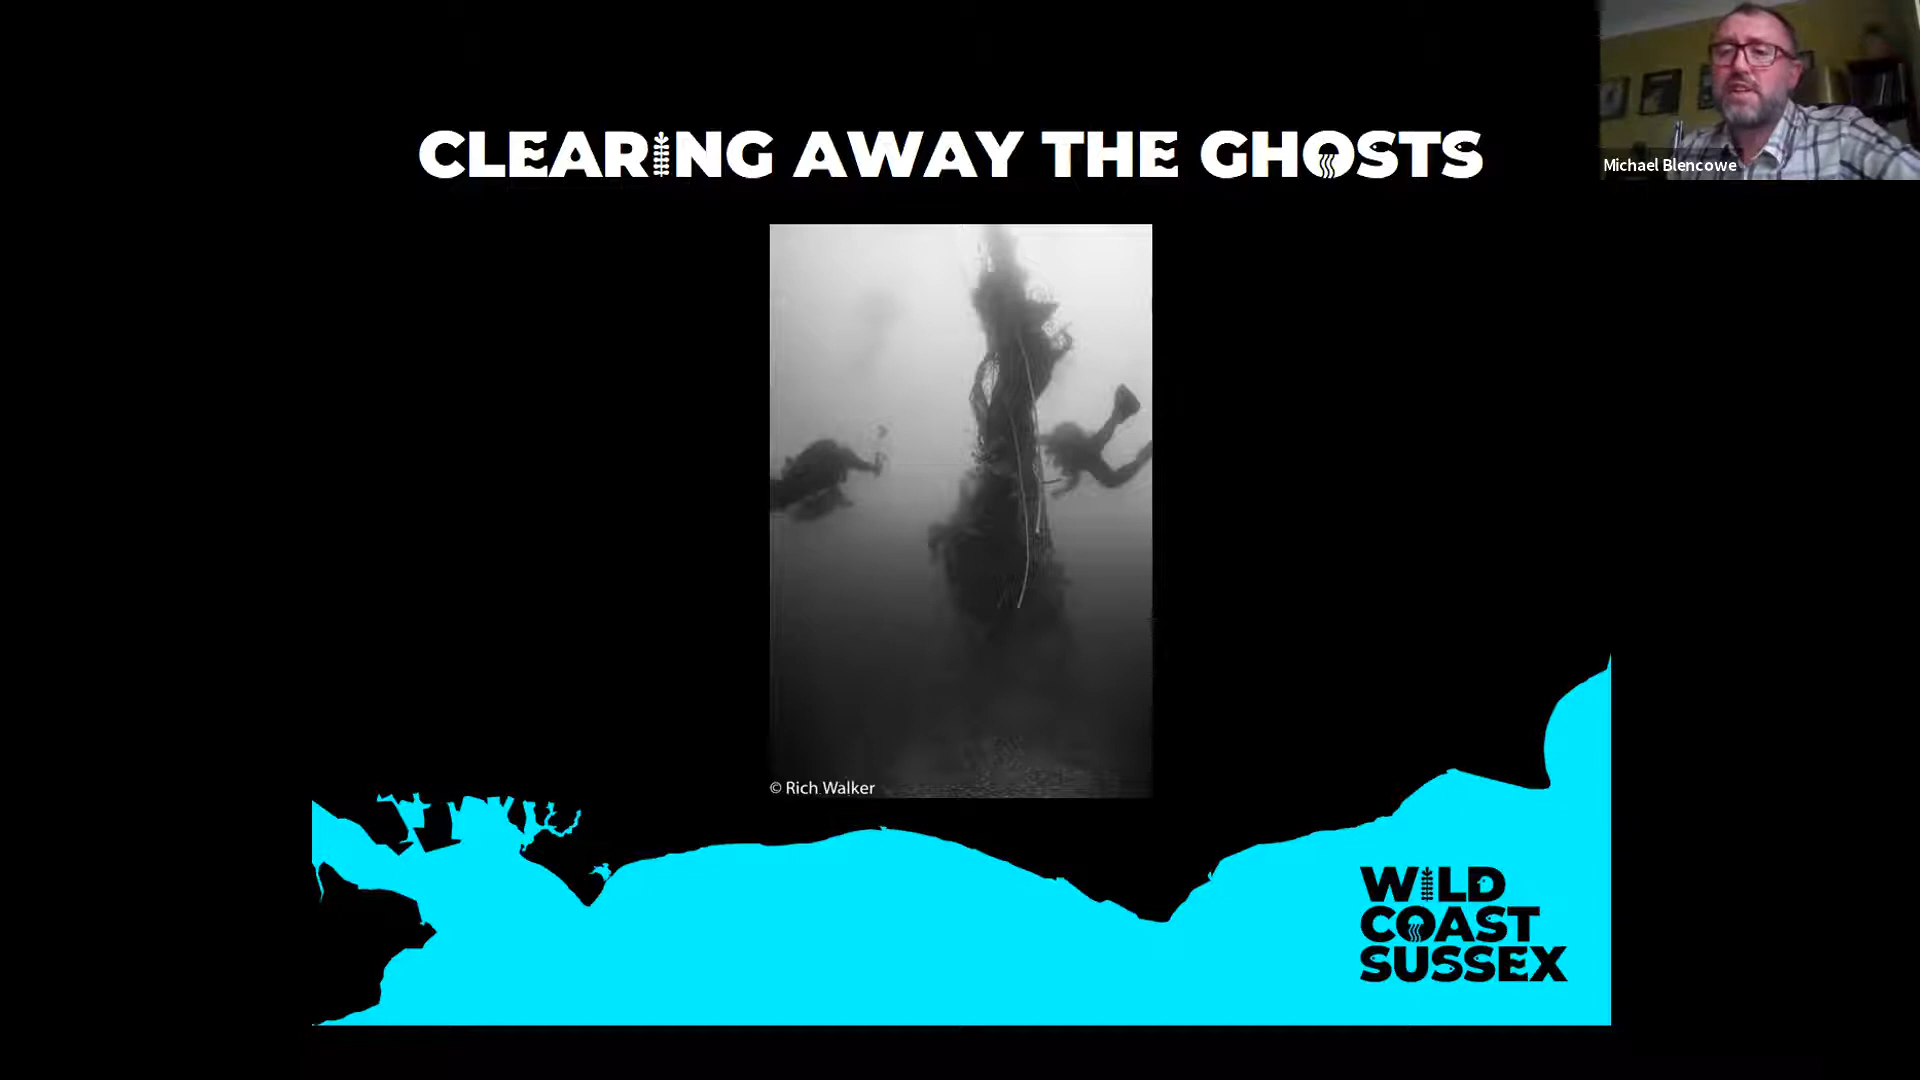 CLEARING AWAY THE GHOSTS
Michael Blencowe
© Rich Walker
WILD
COAST
SUSSEX